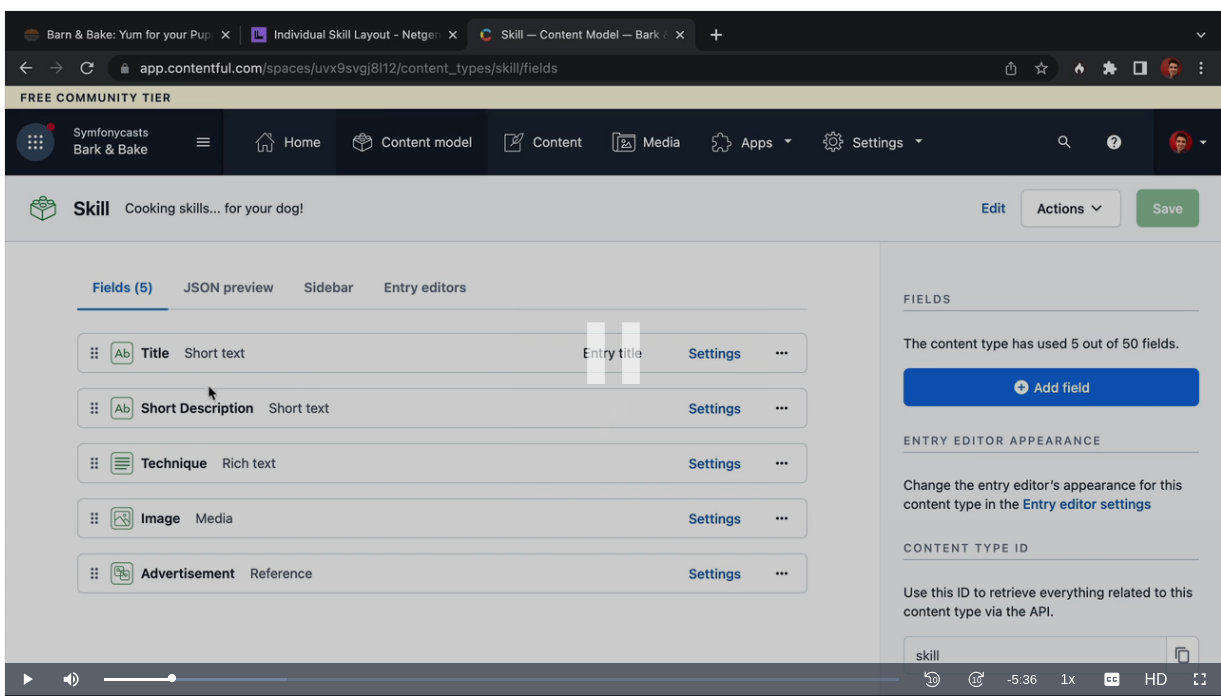 Barn & Bake: Yum for your Pup
Individual Skill Layout - Netgen
Skill — Content Model — Bark &
app.contentful.com/spaces/uvx9svgj8l12/content_types/skill/fields
FREE COMMUNITY TIER
Symfonycasts
Bark & Bake
Home
Content model
Content
Media
Apps
Settings
Skill Cooking skills... for your dog!
Edit
Actions
Save
Fields (5)
JSON preview
Sidebar
Entry editors
Ab Title Short text Entry title Settings
Ab Short Description Short text Settings
Technique Rich text Settings
Image Media Settings
Advertisement Reference Settings
FIELDS
The content type has used 5 out of 50 fields.
Add field
ENTRY EDITOR APPEARANCE
Change the entry editor's appearance for this
content type in the Entry editor settings
CONTENT TYPE ID
Use this ID to retrieve everything related to this
content type via the API.
skill
10
10
-5:36
1x
CC
HD